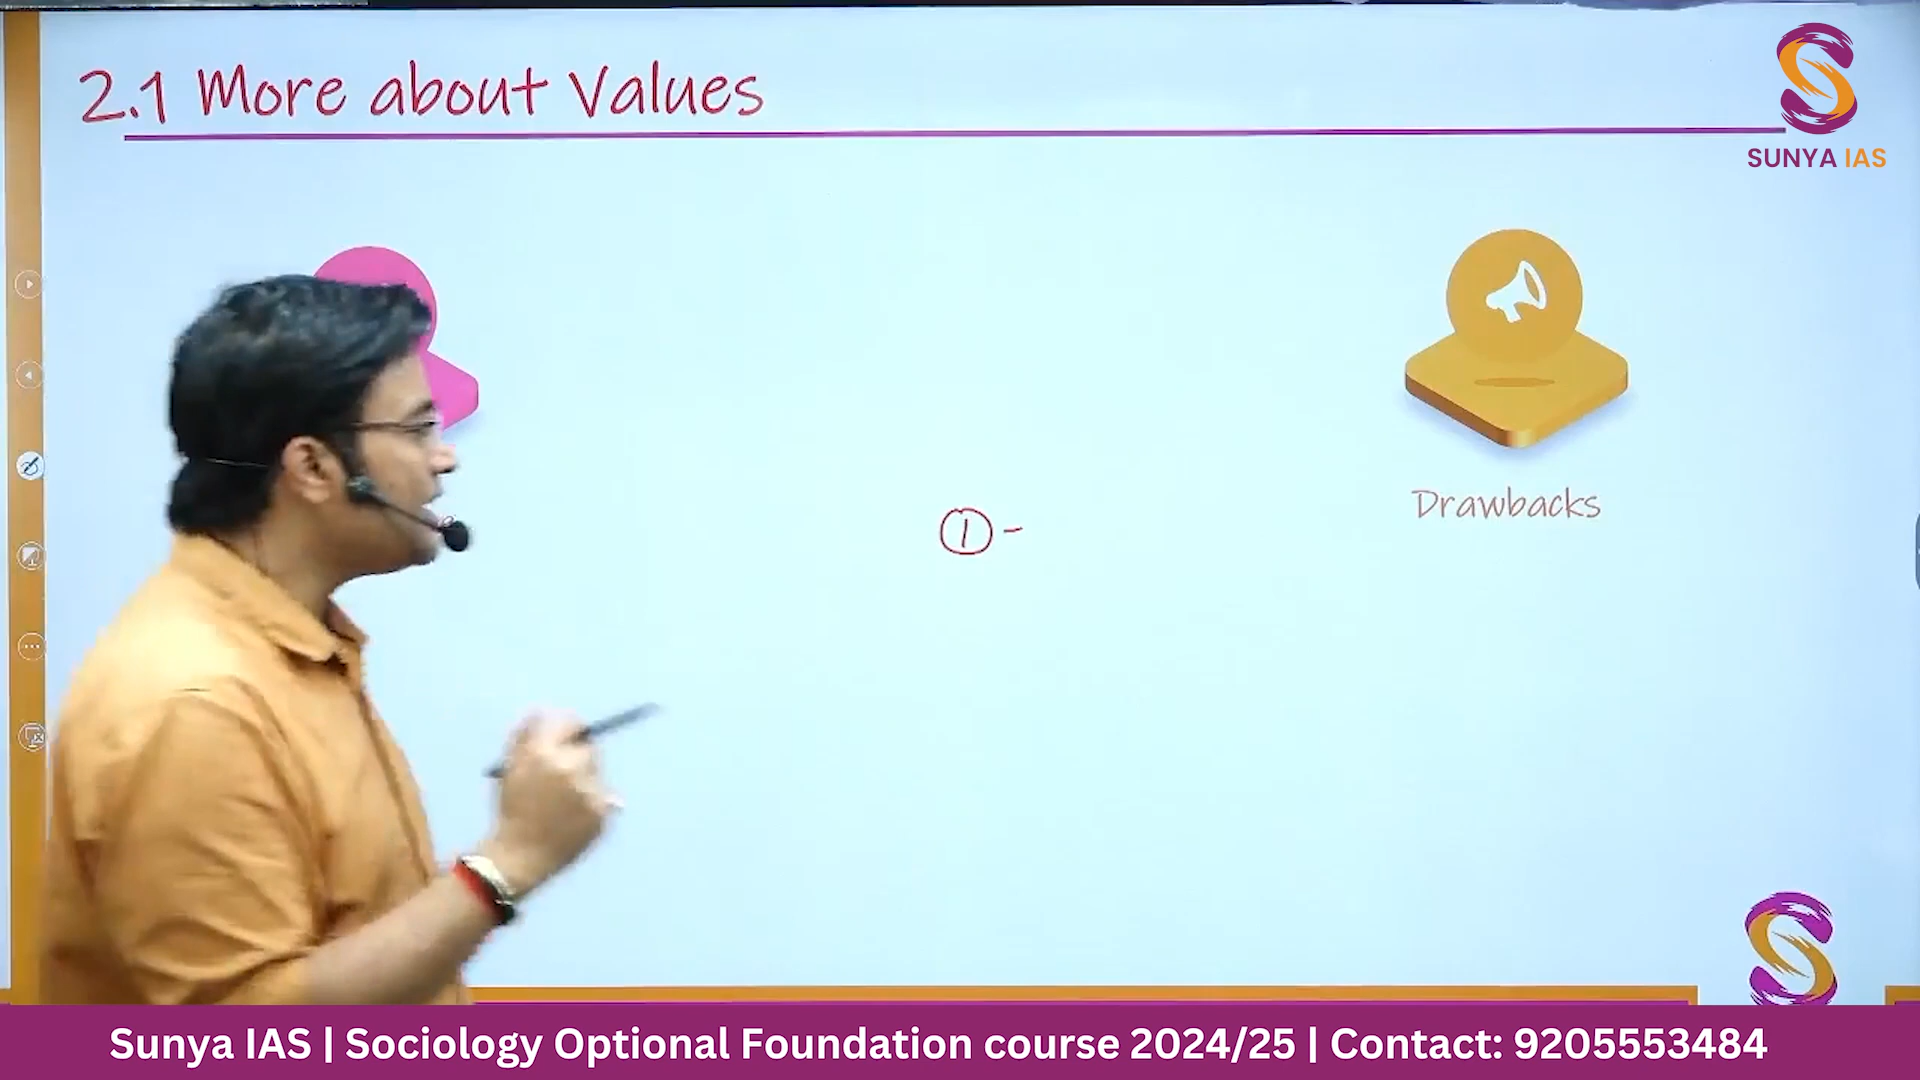 2.1 More about Values
SUNYA IAS
Drawbacks
① -
Sunya IAS | Sociology Optional Foundation course 2024/25 | Contact: 9205553484